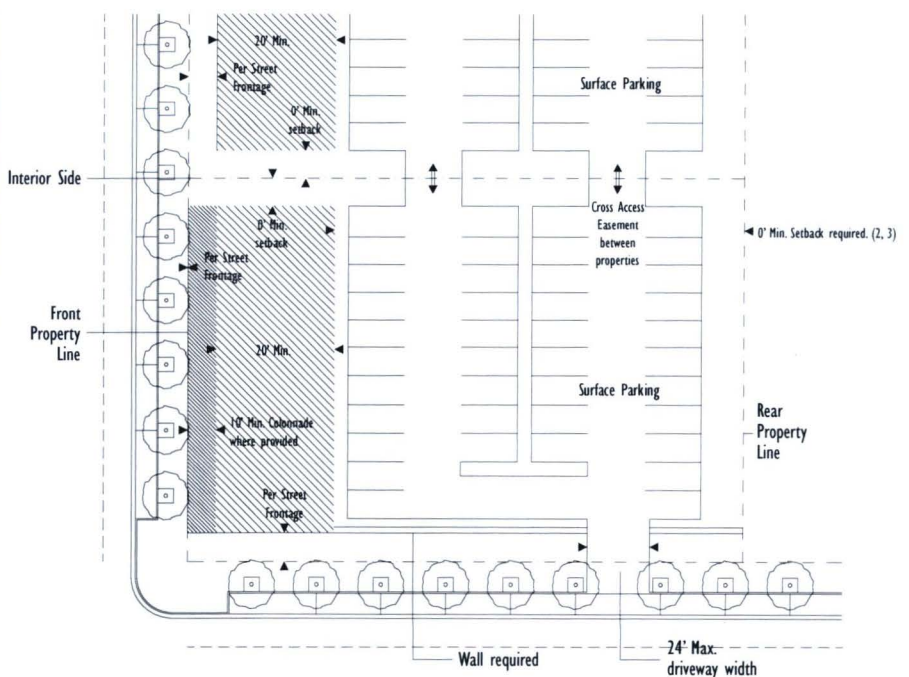 20' Min.
Per Street
Frontage
Surface Parking
0' Min.
setback
Interior Side
Cross Access
Easement
between
properties
0' Min.
setback
0' Min. Setback required. (2, 3)
Per Street
Frontage
Front
Property
Line
20' Min.
Surface Parking
10' Min. Colonnade
where provided
Rear
Property
Line
Per Street
Frontage
Wall required
24' Max.
driveway width